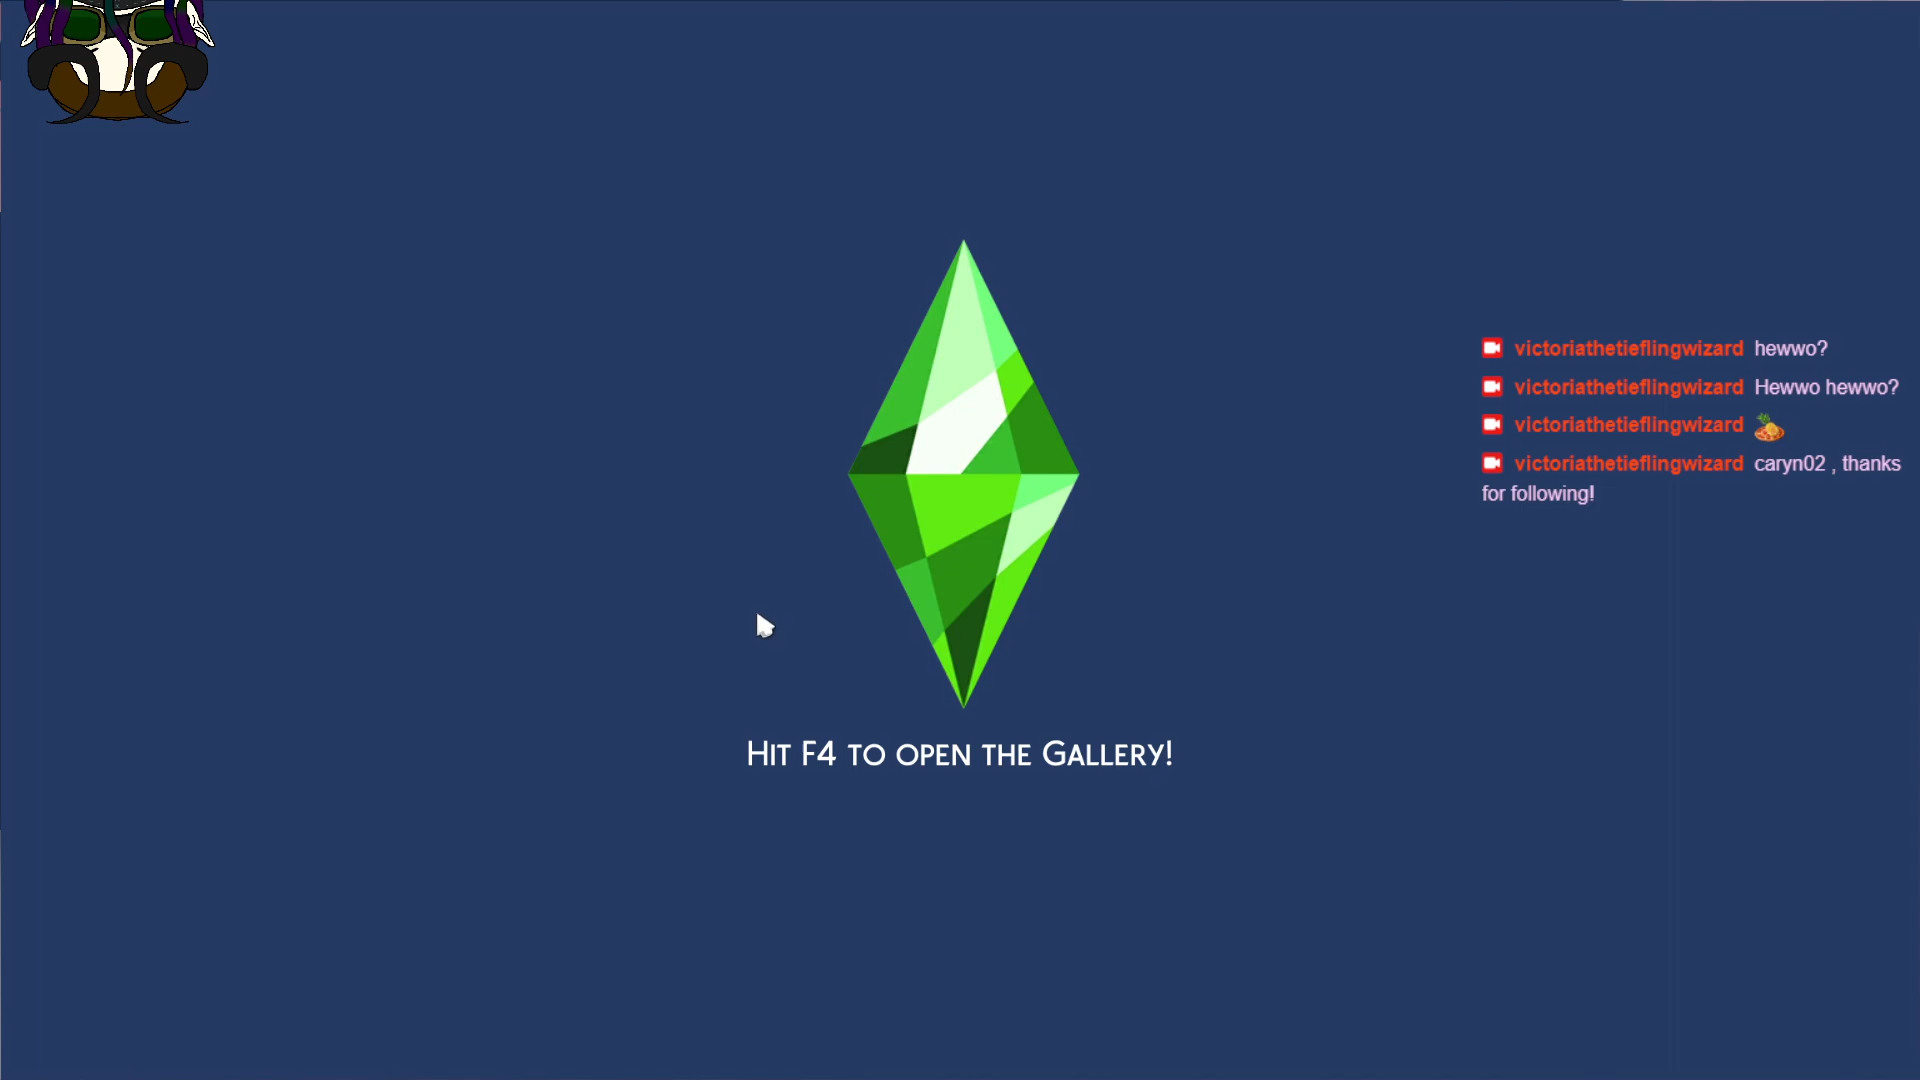 victoriathetieflingwizard hewwo?
victoriathetieflingwizard Hewwo hewwo?
victoriathetieflingwizard
victoriathetieflingwizard caryn02 , thanks
for following!
Hit F4 to open the Gallery!